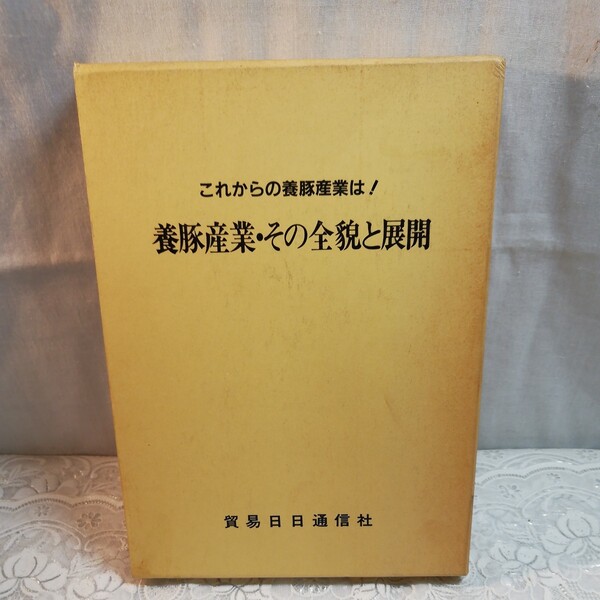 これからの養豚産業は！
養豚産業・その全貌と展開
貿易日日通信社